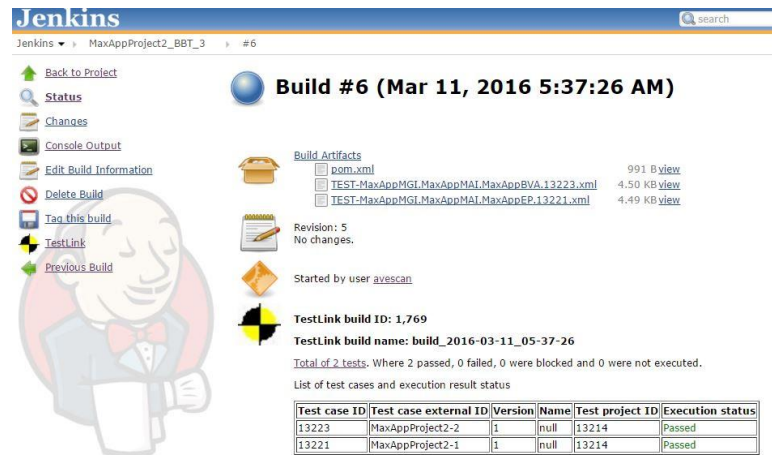 Jenkins
search
Jenkins MaxAppProject2_BBT_3 #6
Back to Project
Status
Changes
Console Output
Edit Build Information
Delete Build
Tag this build
TestLink
Previous Build
Build #6 (Mar 11, 2016 5:37:26 AM)
Build Artifacts
pom.xml 991 B view
TEST-MaxAppMGI.MaxAppMAI.MaxAppBVA.13223.xml 4.50 KB view
TEST-MaxAppMGI.MaxAppMAI.MaxAppEP.13221.xml 4.49 KB view
Revision: 5
No changes.
Started by user avescan
TestLink build ID: 1,769
TestLink build name: build_2016-03-11_05-37-26
Total of 2 tests. Where 2 passed, 0 failed, 0 were blocked and 0 were not executed.
List of test cases and execution result status
Test case ID Test case external ID Version Name Test project ID Execution status
13223 MaxAppProject2-2 1 null 13214 Passed
13221 MaxAppProject2-1 1 null 13214 Passed